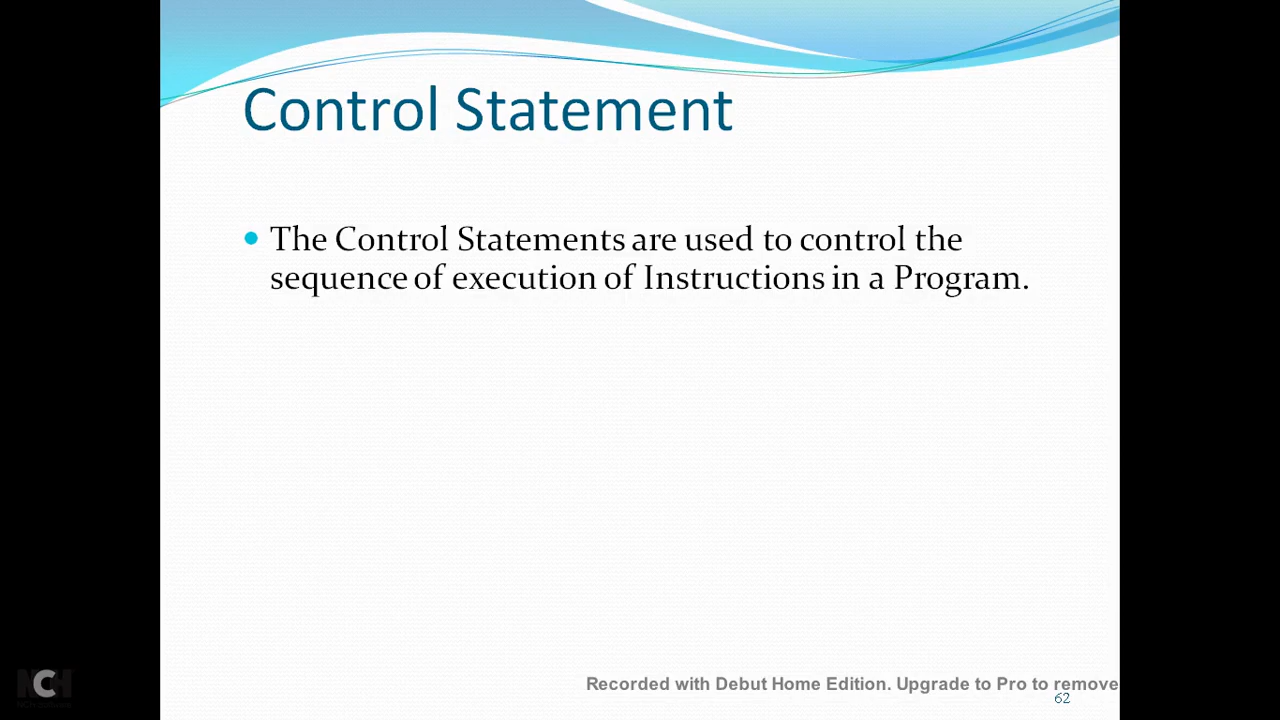 Control Statement
• The Control Statements are used to control the
sequence of execution of Instructions in a Program.
Recorded with Debut Home Edition. Upgrade to Pro to remove
62
NCH